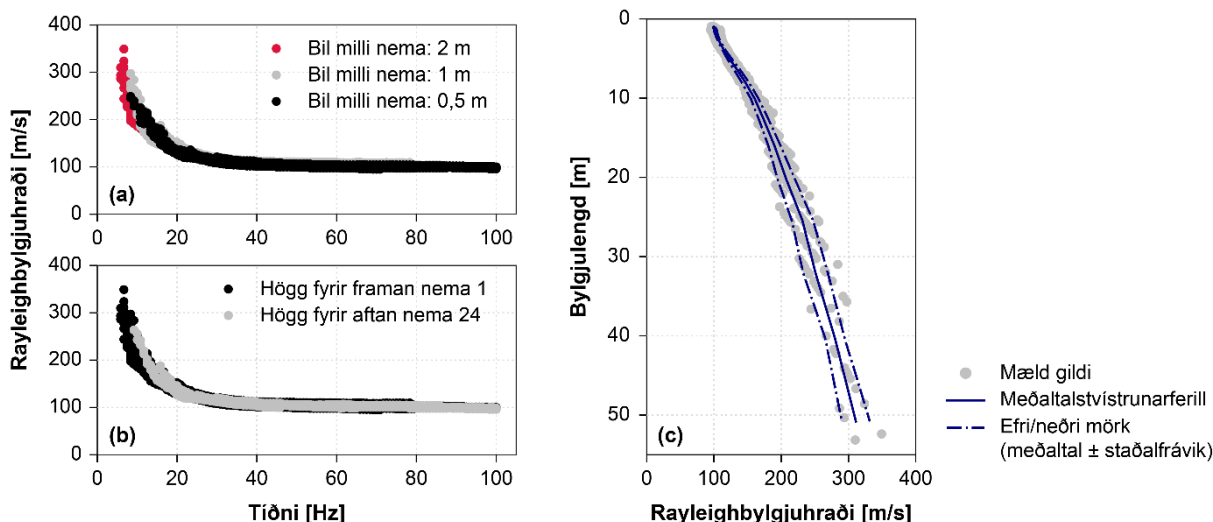 400
300
200
100
0
Bil milli nema: 2 m
Bil milli nema: 1 m
Bil milli nema: 0,5 m
(a)
0 20 40 60 80 100
Rayleighbylgjuhraði [m/s]
400
300
200
100
0
Högg fyrir framan nema 1
Högg fyrir aftan nema 24
(b)
0 20 40 60 80 100
Tíðni [Hz]
0
10
20
30
40
50
Bylgjulengd [m]
(c)
0 100 200 300 400
Rayleighbylgjuhraði [m/s]
Mæld gildi
Meðaltalstvístrunarferill
Efri/neðri mörk
(meðaltal ± staðalfrávik)